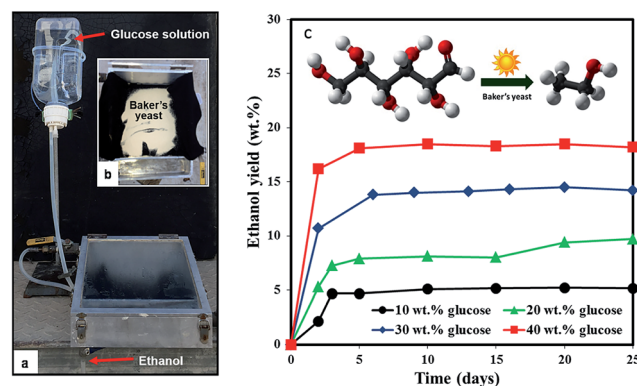 Glucose solution
Baker's
yeast
b
Ethanol
a
C
Baker's yeast
Ethanol yield (wt.%)
30
25
20
15
10
5
0
10 wt.% glucose
20 wt.% glucose
30 wt.% glucose
40 wt.% glucose
0
5
10
15
20
25
Time (days)